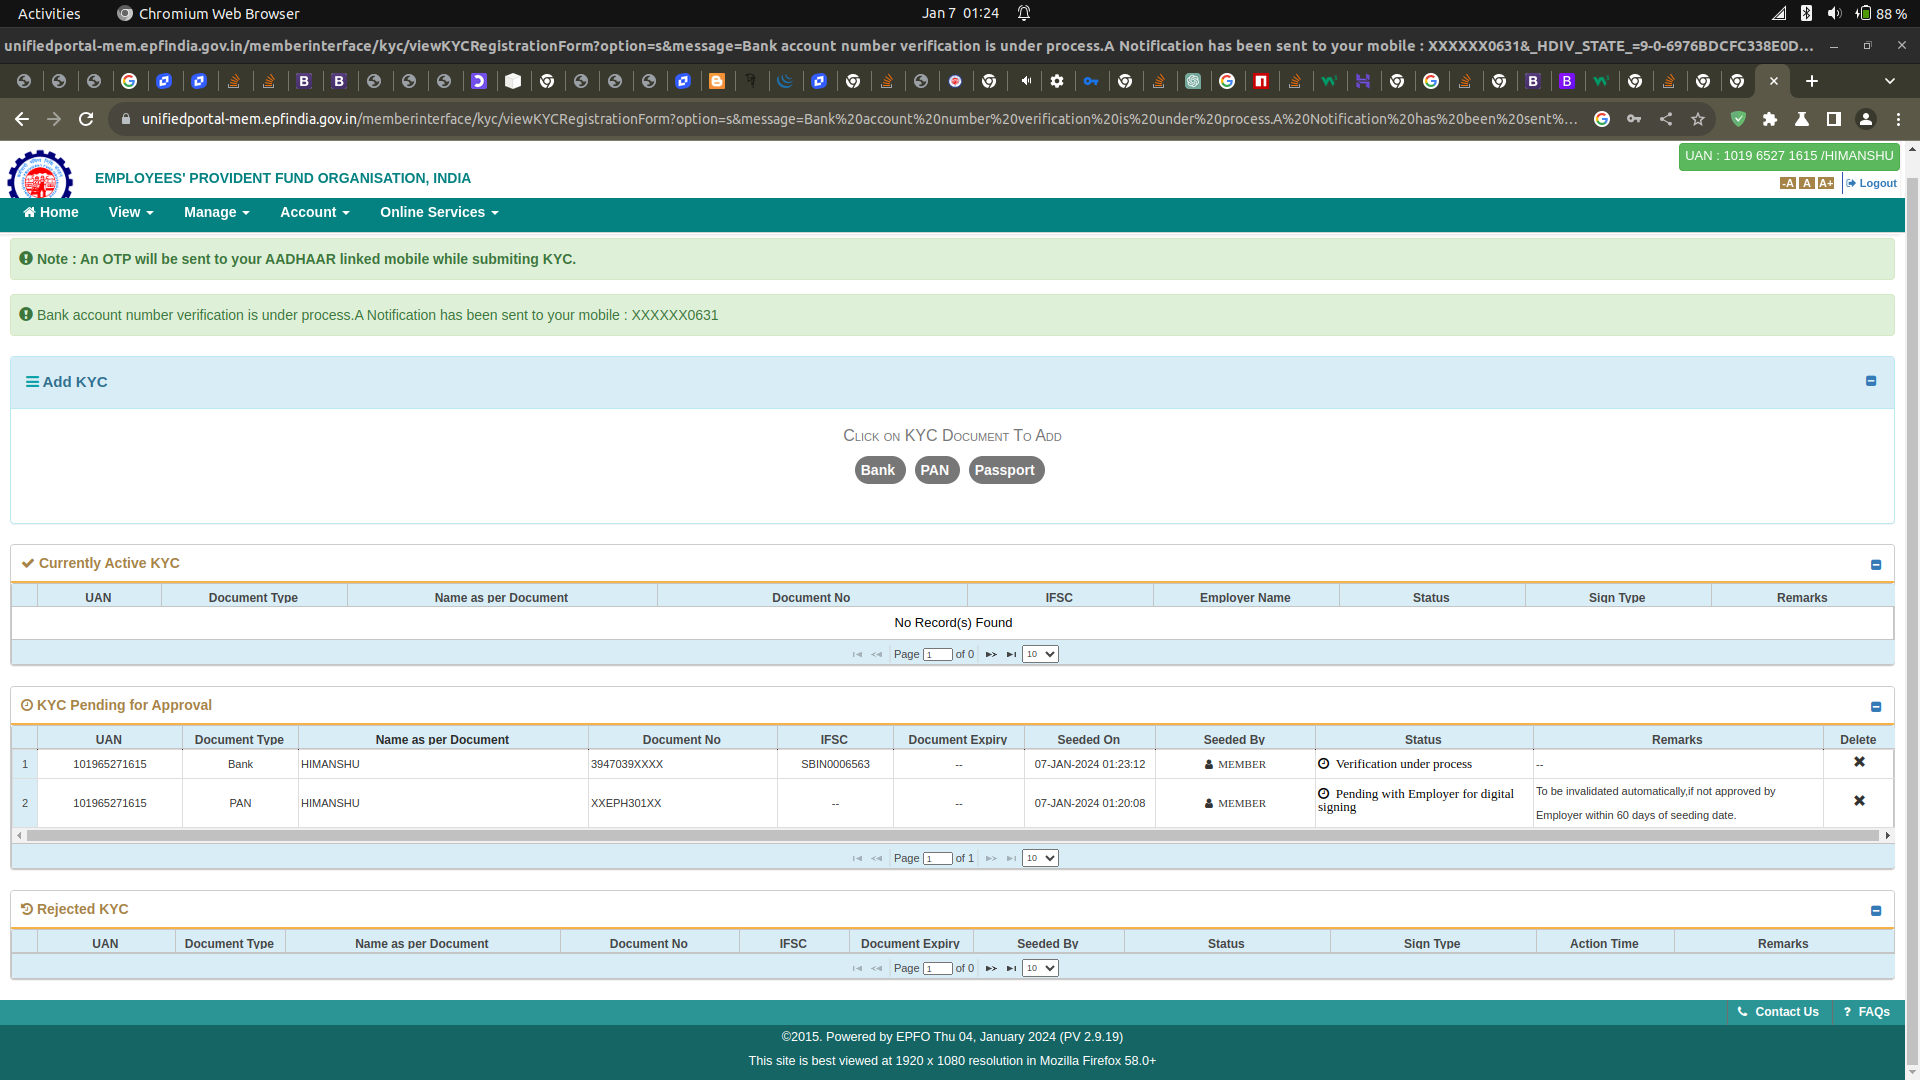 Activities
Chromium Web Browser
Jan 7 01:24
88 %
unifiedportal-mem.epfindia.gov.in/memberinterface/kyc/viewKYCRegistrationForm?option=s&message=Bank account number verification is under process.A Notification has been sent to your mobile : XXXXXX0631&_HDIV_STATE_=9-0-6976BDCFC338E0D...
unifiedportal-mem.epfindia.gov.in/memberinterface/kyc/viewKYCRegistrationForm?option=s&message=Bank%20account%20number%20verification%20is%20under%20process.A%20Notification%20has%20been%20sent%...
UAN : 1019 6527 1615 /HIMANSHU
EMPLOYEES' PROVIDENT FUND ORGANISATION, INDIA
-A A A+ Logout
Home View Manage Account Online Services
Note : An OTP will be sent to your AADHAAR linked mobile while submiting KYC.
Bank account number verification is under process.A Notification has been sent to your mobile : XXXXXX0631
Add KYC
Click on KYC Document To Add
Bank PAN Passport
Currently Active KYC
UAN Document Type Name as per Document Document No IFSC Employer Name Status Sign Type Remarks
No Record(s) Found
Page 1 of 0 10
KYC Pending for Approval
UAN Document Type Name as per Document Document No IFSC Document Expiry Seeded On Seeded By Status Remarks Delete
1 101965271615 Bank HIMANSHU 3947039XXXX SBIN0006563 -- 07-JAN-2024 01:23:12 MEMBER Verification under process --
2 101965271615 PAN HIMANSHU XXEPH301XX -- -- 07-JAN-2024 01:20:08 MEMBER Pending with Employer for digital signing To be invalidated automatically,if not approved by Employer within 60 days of seeding date.
Page 1 of 1 10
Rejected KYC
UAN Document Type Name as per Document Document No IFSC Document Expiry Seeded By Status Sign Type Action Time Remarks
Page 1 of 0 10
Contact Us ? FAQs
©2015. Powered by EPFO Thu 04, January 2024 (PV 2.9.19)
This site is best viewed at 1920 x 1080 resolution in Mozilla Firefox 58.0+